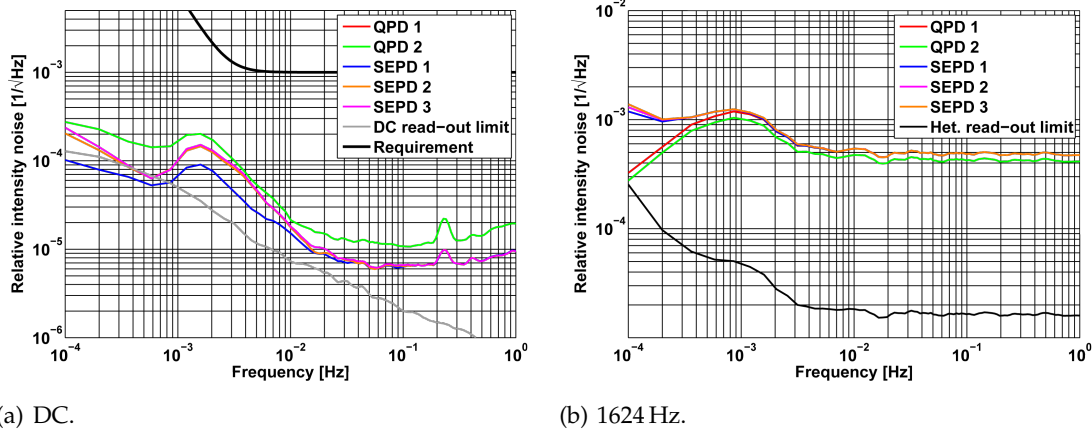 10⁻³
10⁻⁴
10⁻⁵
10⁻⁶
Relative intensity noise [1/√Hz]
QPD 1
QPD 2
SEPD 1
SEPD 2
SEPD 3
DC read-out limit
Requirement
10⁻⁴ 10⁻³ 10⁻² 10⁻¹ 10⁰
Frequency [Hz]
(a) DC.
10⁻²
10⁻³
10⁻⁴
Relative intensity noise [1/√Hz]
QPD 1
QPD 2
SEPD 1
SEPD 2
SEPD 3
Het. read-out limit
10⁻⁴ 10⁻³ 10⁻² 10⁻¹ 10⁰
Frequency [Hz]
(b) 1624 Hz.